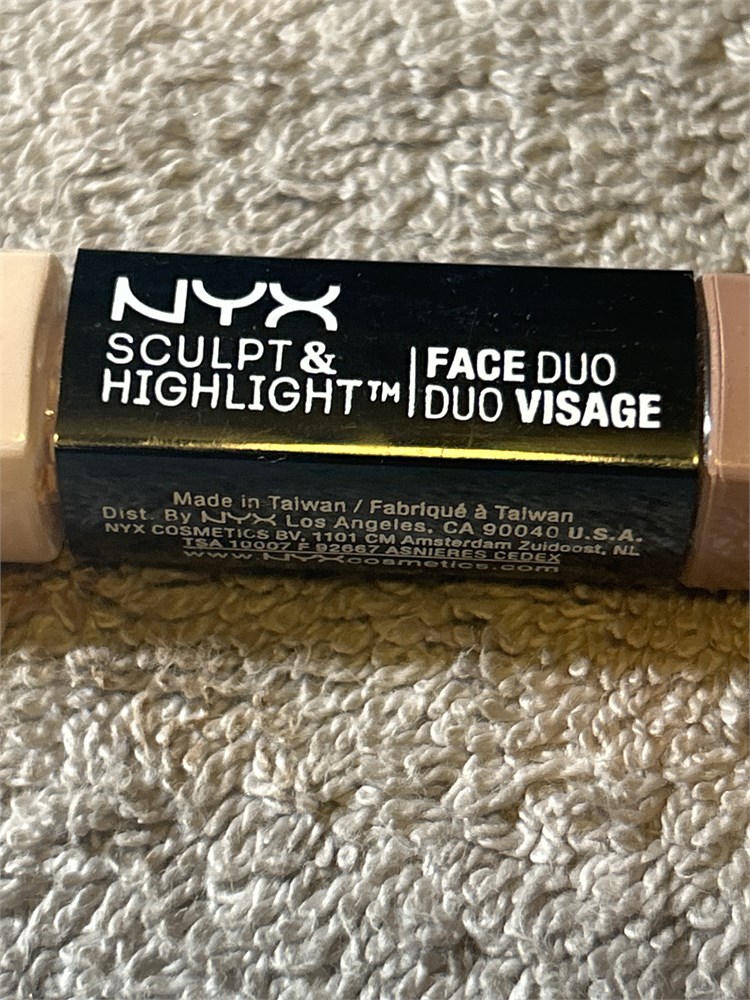 NYX
SCULPT &
HIGHLIGHT™
FACE DUO
DUO VISAGE
Made in Taiwan / Fabriqué à Taiwan
Dist. By NYX Los Angeles, CA 90040 U.S.A.
NYX COSMETICS BV. 1101 CM Amsterdam Zuidoost, NL
TSA 10007 F 92667 ASNIERES CEDEX
www.NYXcosmetics.com